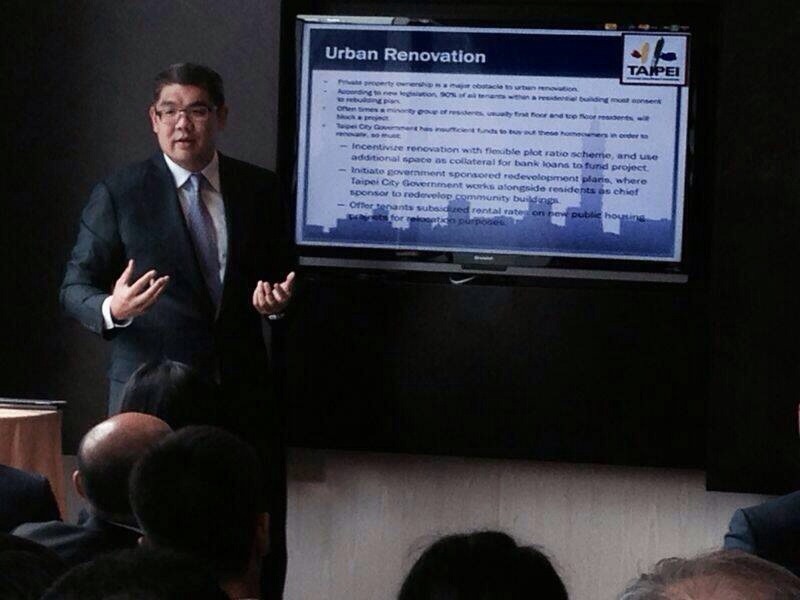 Urban Renovation
TAIPEI
Private property ownership is a major obstacle to urban renovation.
According to new legislation, 90% of all tenants within a residential building must consent
to rebuilding plan.
Often times a minority group of residents, usually first floor and top floor residents, will
block a project.
Taipei City Government has insufficient funds to buy out these homeowners in order to
renovate, so must:
– Incentivize renovation with flexible plot ratio scheme, and use
additional space as collateral for bank loans to fund project.
– Initiate government sponsored redevelopment plans, where
Taipei City Government works alongside residents as chief
sponsor to redevelop community buildings.
– Offer tenants subsidized rental rates on new public housing
projects for relocation purposes.